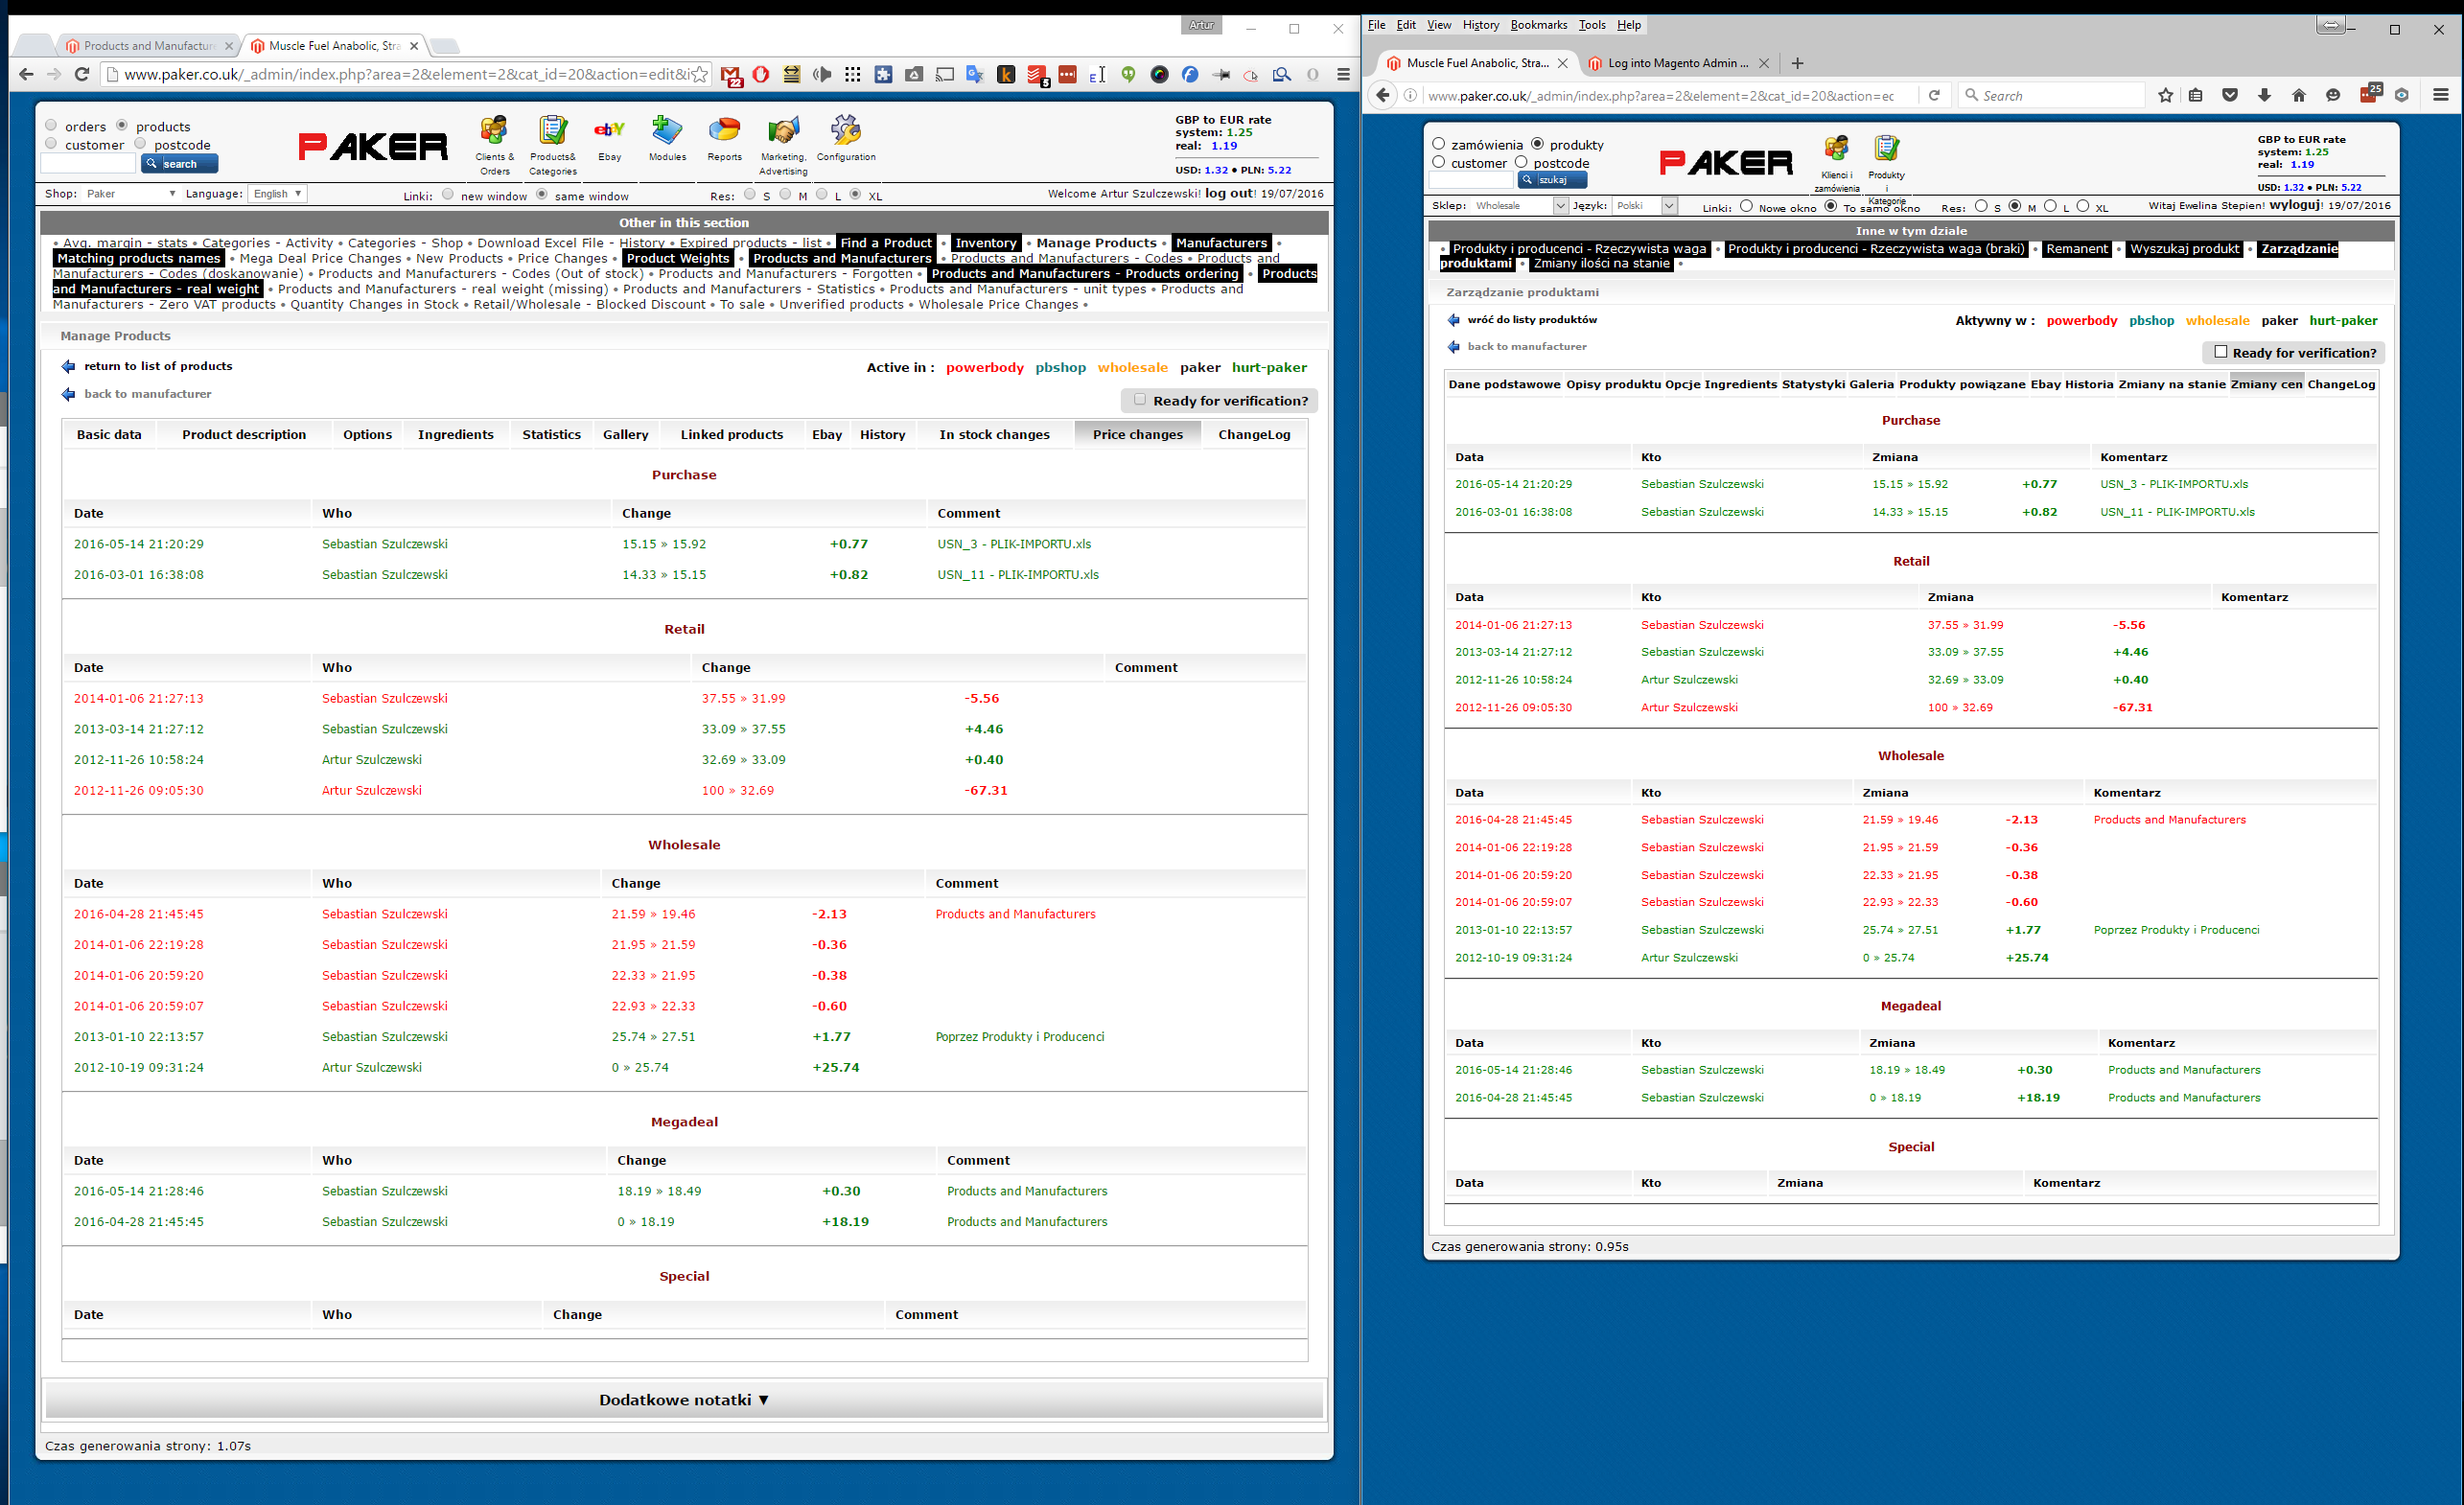 Artur
Products and Manufactur
Muscle Fuel Anabolic, Stra
www.paker.co.uk/_admin/index.php?area=2&element=2&cat_id=20&action=edit&i
22
5
orders products
customer postcode
search
PAKER
Clients & Orders
Products& Categories
Ebay
Modules
Reports
Marketing, Advertising
Configuration
GBP to EUR rate
system: 1.25
real: 1.19
USD: 1.32 • PLN: 5.22
Shop: Paker Language: English Linki: new window same window Res: S M L XL Welcome Artur Szulczewski! log out! 19/07/2016
Other in this section
• Avg. margin - stats • Categories - Activity • Categories - Shop • Download Excel File - History • Expired products - list • Find a Product • Inventory • Manage Products • Manufacturers •
Matching products names • Mega Deal Price Changes • New Products • Price Changes • Product Weights • Products and Manufacturers • Products and Manufacturers - Codes • Products and
Manufacturers - Codes (doskanowanie) • Products and Manufacturers - Codes (Out of stock) • Products and Manufacturers - Forgotten • Products and Manufacturers - Products ordering • Products
and Manufacturers - real weight • Products and Manufacturers - real weight (missing) • Products and Manufacturers - Statistics • Products and Manufacturers - unit types • Products and
Manufacturers - Zero VAT products • Quantity Changes in Stock • Retail/Wholesale - Blocked Discount • To sale • Unverified products • Wholesale Price Changes •
Manage Products
return to list of products
Active in : powerbody pbshop wholesale paker hurt-paker
back to manufacturer
Ready for verification?
Basic data Product description Options Ingredients Statistics Gallery Linked products Ebay History In stock changes Price changes ChangeLog
Purchase
Date Who Change Comment
2016-05-14 21:20:29 Sebastian Szulczewski 15.15 » 15.92 +0.77 USN_3 - PLIK-IMPORTU.xls
2016-03-01 16:38:08 Sebastian Szulczewski 14.33 » 15.15 +0.82 USN_11 - PLIK-IMPORTU.xls
Retail
Date Who Change Comment
2014-01-06 21:27:13 Sebastian Szulczewski 37.55 » 31.99 -5.56
2013-03-14 21:27:12 Sebastian Szulczewski 33.09 » 37.55 +4.46
2012-11-26 10:58:24 Artur Szulczewski 32.69 » 33.09 +0.40
2012-11-26 09:05:30 Artur Szulczewski 100 » 32.69 -67.31
Wholesale
Date Who Change Comment
2016-04-28 21:45:45 Sebastian Szulczewski 21.59 » 19.46 -2.13 Products and Manufacturers
2014-01-06 22:19:28 Sebastian Szulczewski 21.95 » 21.59 -0.36
2014-01-06 20:59:20 Sebastian Szulczewski 22.33 » 21.95 -0.38
2014-01-06 20:59:07 Sebastian Szulczewski 22.93 » 22.33 -0.60
2013-01-10 22:13:57 Sebastian Szulczewski 25.74 » 27.51 +1.77 Poprzez Produkty i Producenci
2012-10-19 09:31:24 Artur Szulczewski 0 » 25.74 +25.74
Megadeal
Date Who Change Comment
2016-05-14 21:28:46 Sebastian Szulczewski 18.19 » 18.49 +0.30 Products and Manufacturers
2016-04-28 21:45:45 Sebastian Szulczewski 0 » 18.19 +18.19 Products and Manufacturers
Special
Date Who Change Comment
Dodatkowe notatki ▼
Czas generowania strony: 1.07s
File Edit View History Bookmarks Tools Help
Muscle Fuel Anabolic, Stra...
Log into Magento Admin ...
www.paker.co.uk/_admin/index.php?area=2&element=2&cat_id=20&action=ec
Search
25
zamówienia produkty
customer postcode
szukaj
PAKER
Klienci i zamówienia
Produkty i Kategorie
GBP to EUR rate
system: 1.25
real: 1.19
USD: 1.32 • PLN: 5.22
Sklep: Wholesale Język: Polski Linki: Nowe okno To samo okno Res: S M L XL Witaj Ewelina Stepien! wyloguj! 19/07/2016
Inne w tym dziale
• Produkty i producenci - Rzeczywista waga • Produkty i producenci - Rzeczywista waga (braki) • Remanent • Wyszukaj produkt • Zarządzanie
produktami • Zmiany ilości na stanie •
Zarządzanie produktami
wróć do listy produktów
Aktywny w : powerbody pbshop wholesale paker hurt-paker
back to manufacturer
Ready for verification?
Dane podstawowe Opisy produktu Opcje Ingredients Statystyki Galeria Produkty powiązane Ebay Historia Zmiany na stanie Zmiany cen ChangeLog
Purchase
Data Kto Zmiana Komentarz
2016-05-14 21:20:29 Sebastian Szulczewski 15.15 » 15.92 +0.77 USN_3 - PLIK-IMPORTU.xls
2016-03-01 16:38:08 Sebastian Szulczewski 14.33 » 15.15 +0.82 USN_11 - PLIK-IMPORTU.xls
Retail
Data Kto Zmiana Komentarz
2014-01-06 21:27:13 Sebastian Szulczewski 37.55 » 31.99 -5.56
2013-03-14 21:27:12 Sebastian Szulczewski 33.09 » 37.55 +4.46
2012-11-26 10:58:24 Artur Szulczewski 32.69 » 33.09 +0.40
2012-11-26 09:05:30 Artur Szulczewski 100 » 32.69 -67.31
Wholesale
Data Kto Zmiana Komentarz
2016-04-28 21:45:45 Sebastian Szulczewski 21.59 » 19.46 -2.13 Products and Manufacturers
2014-01-06 22:19:28 Sebastian Szulczewski 21.95 » 21.59 -0.36
2014-01-06 20:59:20 Sebastian Szulczewski 22.33 » 21.95 -0.38
2014-01-06 20:59:07 Sebastian Szulczewski 22.93 » 22.33 -0.60
2013-01-10 22:13:57 Sebastian Szulczewski 25.74 » 27.51 +1.77 Poprzez Produkty i Producenci
2012-10-19 09:31:24 Artur Szulczewski 0 » 25.74 +25.74
Megadeal
Data Kto Zmiana Komentarz
2016-05-14 21:28:46 Sebastian Szulczewski 18.19 » 18.49 +0.30 Products and Manufacturers
2016-04-28 21:45:45 Sebastian Szulczewski 0 » 18.19 +18.19 Products and Manufacturers
Special
Data Kto Zmiana Komentarz
Czas generowania strony: 0.95s